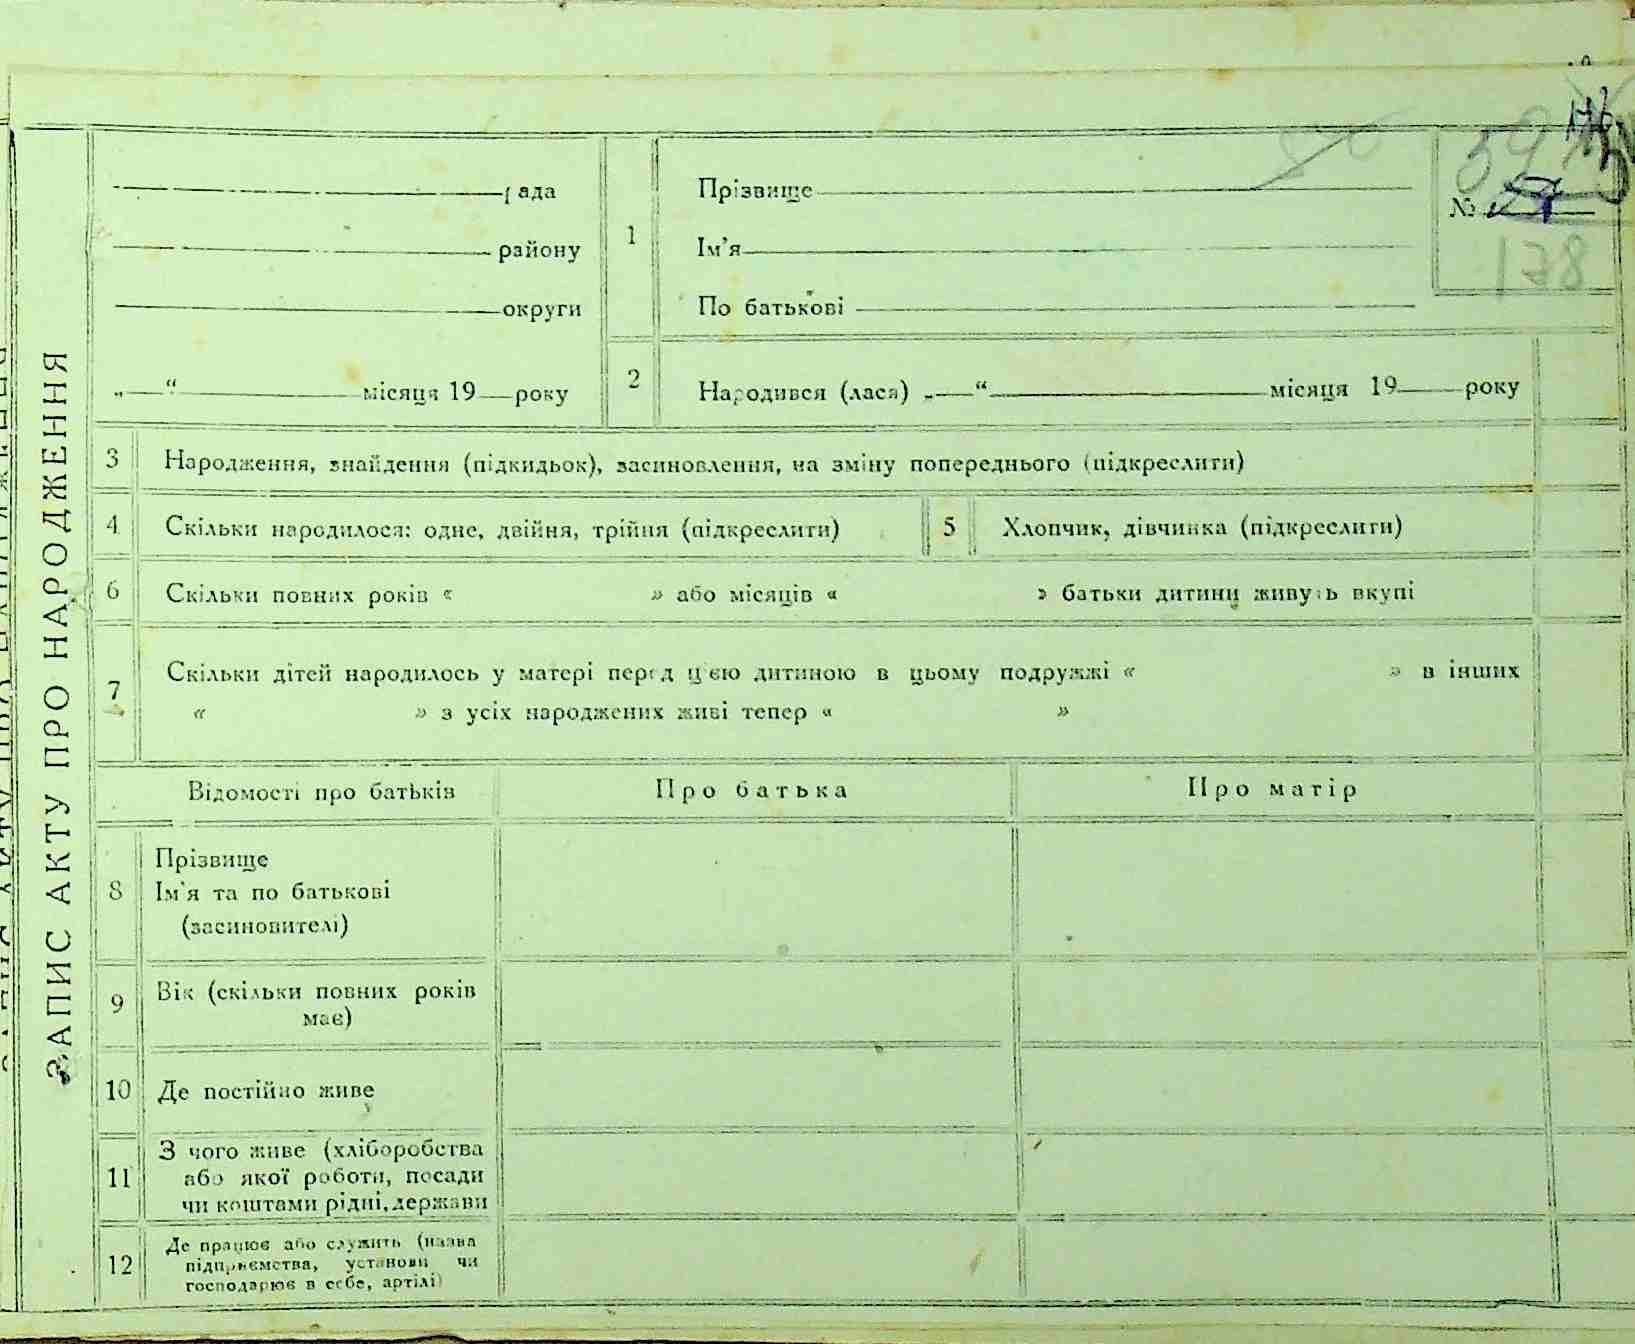 ЗАПИС АКТУ ПРО НАРОДЖЕННЯ
рада
району
округи
„—“ місяця 19 — року
1
Прізвище
Ім'я
По батькові
№
59
178
2
Народився (лася) „—“ місяця 19 — року
3 Народження, знайдення (підкидьок), засиновлення, на зміну попереднього (підкреслити)
4 Скільки народилося: одне, двійня, трійня (підкреслити) 5 Хлопчик, дівчинка (підкреслити)
6 Скільки повних років « » або місяців « » батьки дитини живуть вкупі
7 Скільки дітей народилось у матері перед цією дитиною в цьому подружжі « » в інших
« » з усіх народжених живі тепер « »
Відомості про батьків Про батька Про матір
8 Прізвище
Ім'я та по батькові
(засиновителі)
9 Вік (скільки повних років
має)
10 Де постійно живе
11 З чого живе (хліборобства
або якої роботи, посади
чи коштами рідні, держави
12 Де працює або служить (назва
підприємства, установи чи
господарює в себе, артілі)